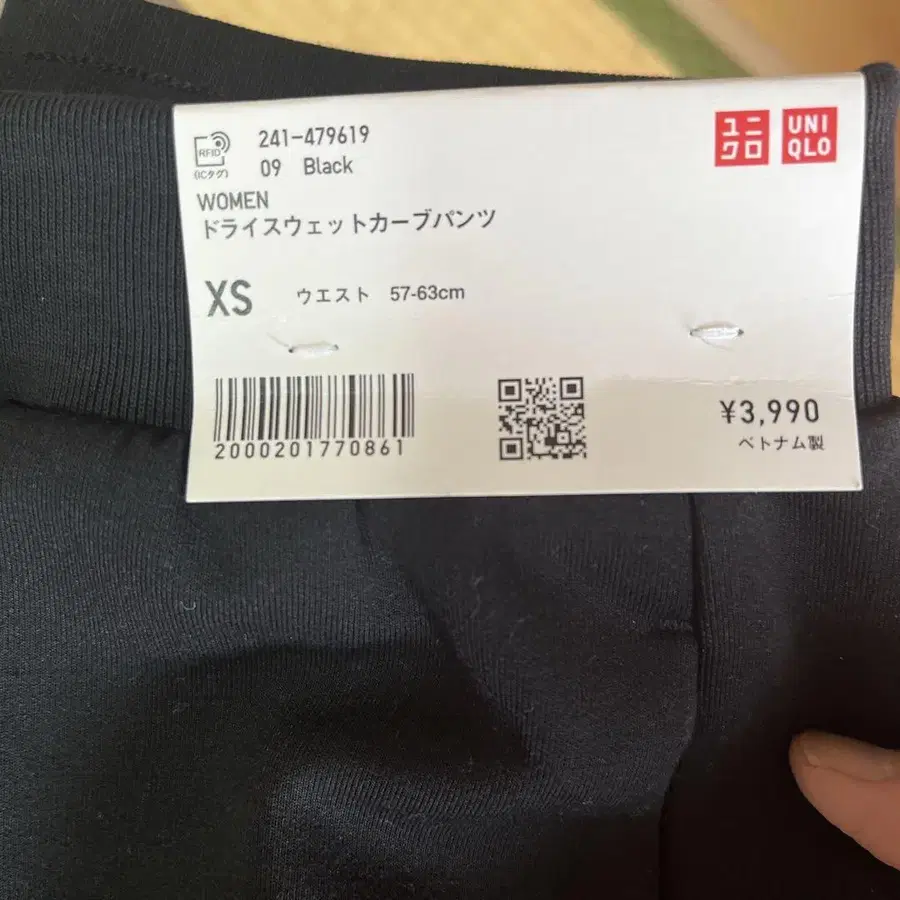 RFID
(ICタグ)
241-479619
09 Black
ユニ
クロ
UNI
QLO
WOMEN
ドライスウェットカーブパンツ
XS ウエスト 57-63cm
2000201770861
¥3,990
ベトナム製